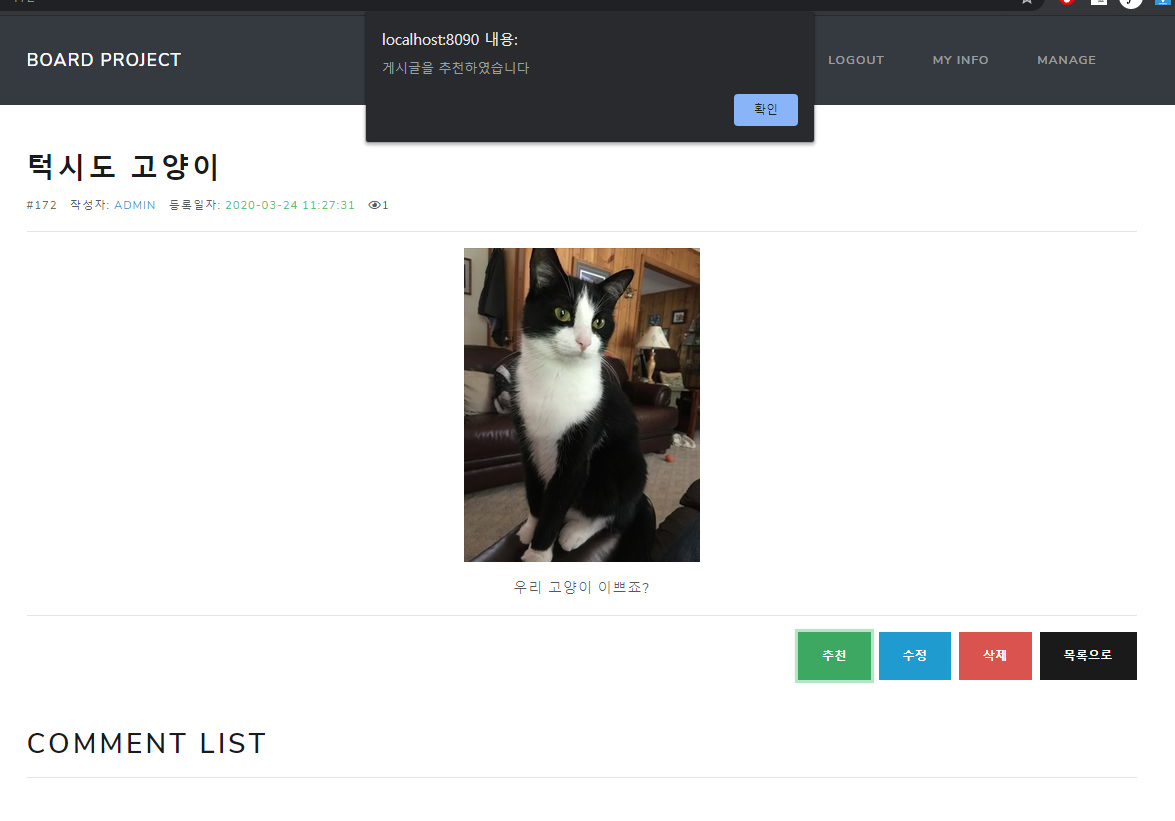 localhost:8090 내용:
게시글을 추천하였습니다
확인
BOARD PROJECT
LOGOUT MY INFO MANAGE
턱시도 고양이
#172 작성자: ADMIN 등록일자: 2020-03-24 11:27:31 1
우리 고양이 이쁘죠?
추천 수정 삭제 목록으로
COMMENT LIST